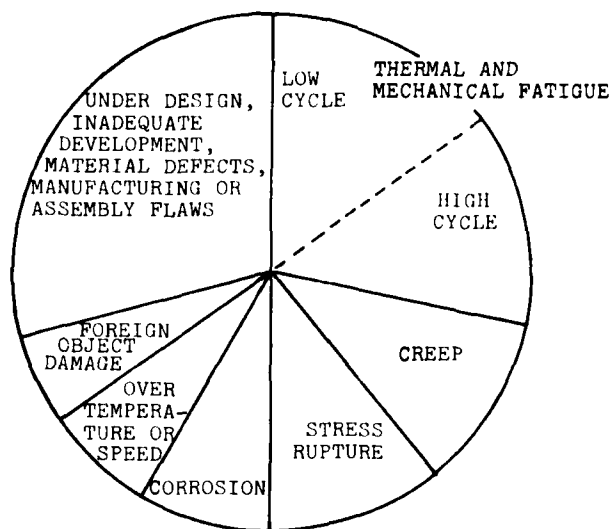 LOW
CYCLE
THERMAL AND
MECHANICAL FATIGUE
UNDER DESIGN,
INADEQUATE
DEVELOPMENT,
MATERIAL DEFECTS,
MANUFACTURING OR
ASSEMBLY FLAWS
HIGH
CYCLE
FOREIGN
OBJECT
DAMAGE
CREEP
OVER
TEMPERA-
TURE OR
SPEED
STRESS
RUPTURE
CORROSION